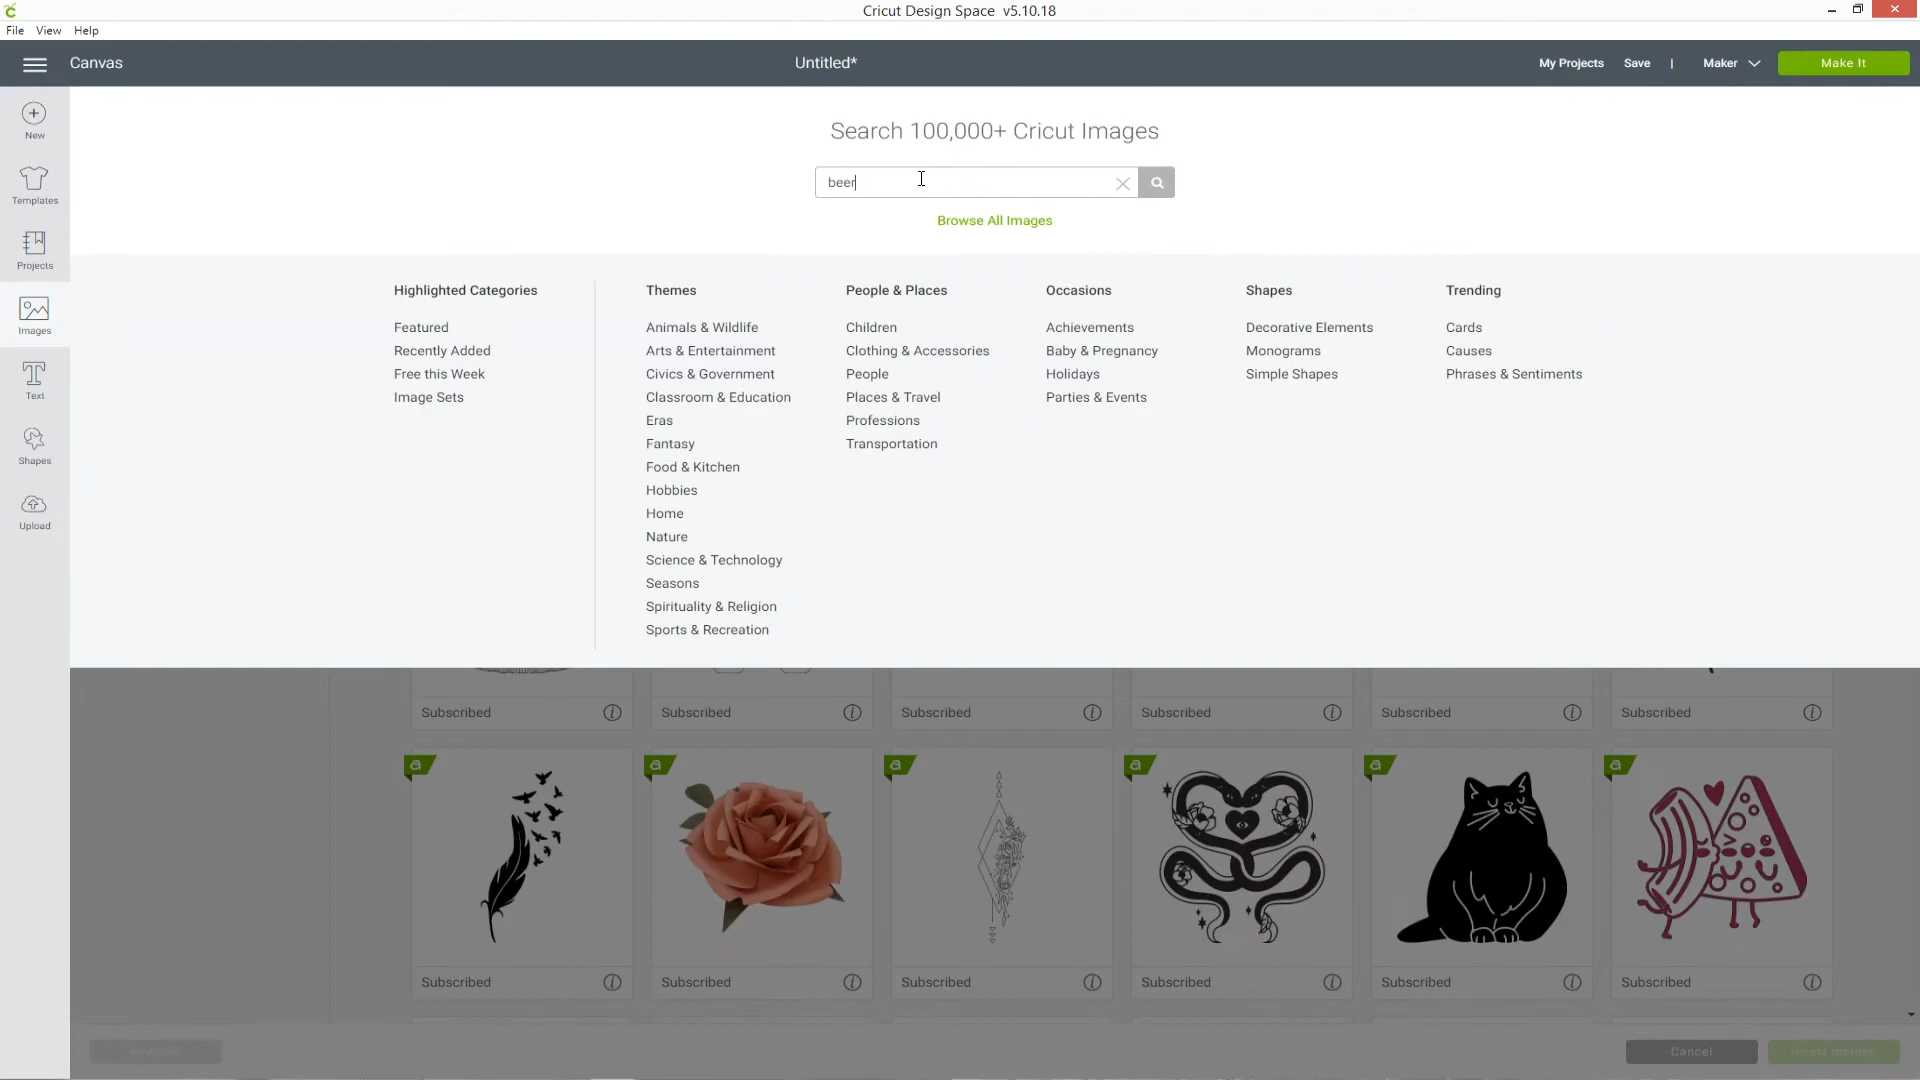 Cricut Design Space v5.10.18
File View Help
Canvas
Untitled*
My Projects Save | Maker Make It
New
Templates
Projects
Images
Text
Shapes
Upload
Search 100,000+ Cricut Images
beer
Browse All Images
Highlighted Categories
Featured
Recently Added
Free this Week
Image Sets
Themes
Animals & Wildlife
Arts & Entertainment
Civics & Government
Classroom & Education
Eras
Fantasy
Food & Kitchen
Hobbies
Home
Nature
Science & Technology
Seasons
Spirituality & Religion
Sports & Recreation
People & Places
Children
Clothing & Accessories
People
Places & Travel
Professions
Transportation
Occasions
Achievements
Baby & Pregnancy
Holidays
Parties & Events
Shapes
Decorative Elements
Monograms
Simple Shapes
Trending
Cards
Causes
Phrases & Sentiments
Subscribed Subscribed Subscribed Subscribed Subscribed Subscribed
a a a a a a
Subscribed Subscribed Subscribed Subscribed Subscribed Subscribed
Cancel